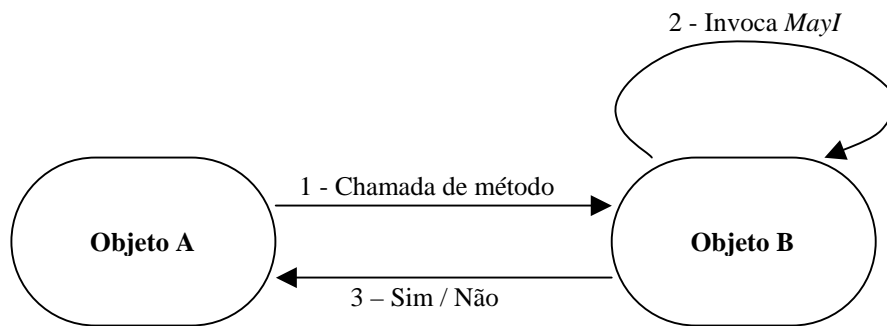 2 - Invoca MayI
1 - Chamada de método
Objeto A
Objeto B
3 – Sim / Não